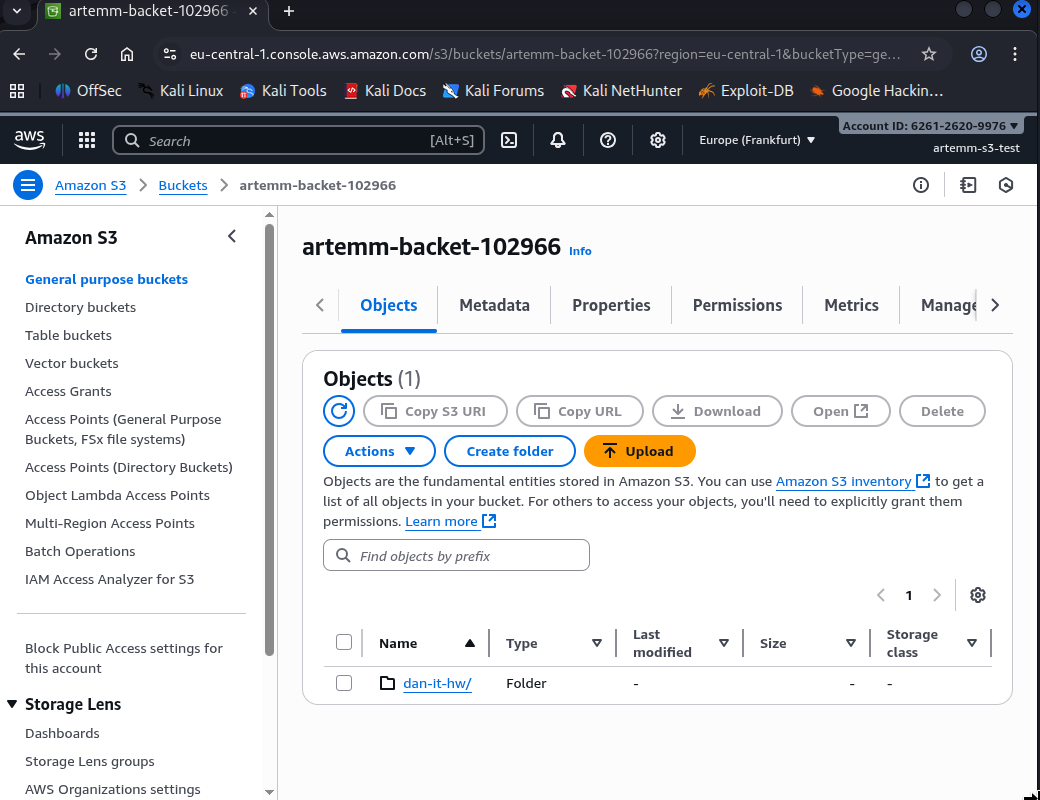 artemm-backet-102966
eu-central-1.console.aws.amazon.com/s3/buckets/artemm-backet-102966?region=eu-central-1&bucketType=ge...
OffSec Kali Linux Kali Tools Kali Docs Kali Forums Kali NetHunter Exploit-DB Google Hackin...
aws Search [Alt+S] Europe (Frankfurt) Account ID: 6261-2620-9976
artemm-s3-test
Amazon S3 Buckets artemm-backet-102966
Amazon S3
General purpose buckets
Directory buckets
Table buckets
Vector buckets
Access Grants
Access Points (General Purpose
Buckets, FSx file systems)
Access Points (Directory Buckets)
Object Lambda Access Points
Multi-Region Access Points
Batch Operations
IAM Access Analyzer for S3
Block Public Access settings for
this account
Storage Lens
Dashboards
Storage Lens groups
AWS Organizations settings
artemm-backet-102966 Info
Objects Metadata Properties Permissions Metrics Manage
Objects (1)
Copy S3 URI Copy URL Download Open Delete
Actions Create folder Upload
Objects are the fundamental entities stored in Amazon S3. You can use Amazon S3 inventory to get a
list of all objects in your bucket. For others to access your objects, you'll need to explicitly grant them
permissions. Learn more
Find objects by prefix
1
Name Type Last modified Size Storage class
dan-it-hw/ Folder - - -